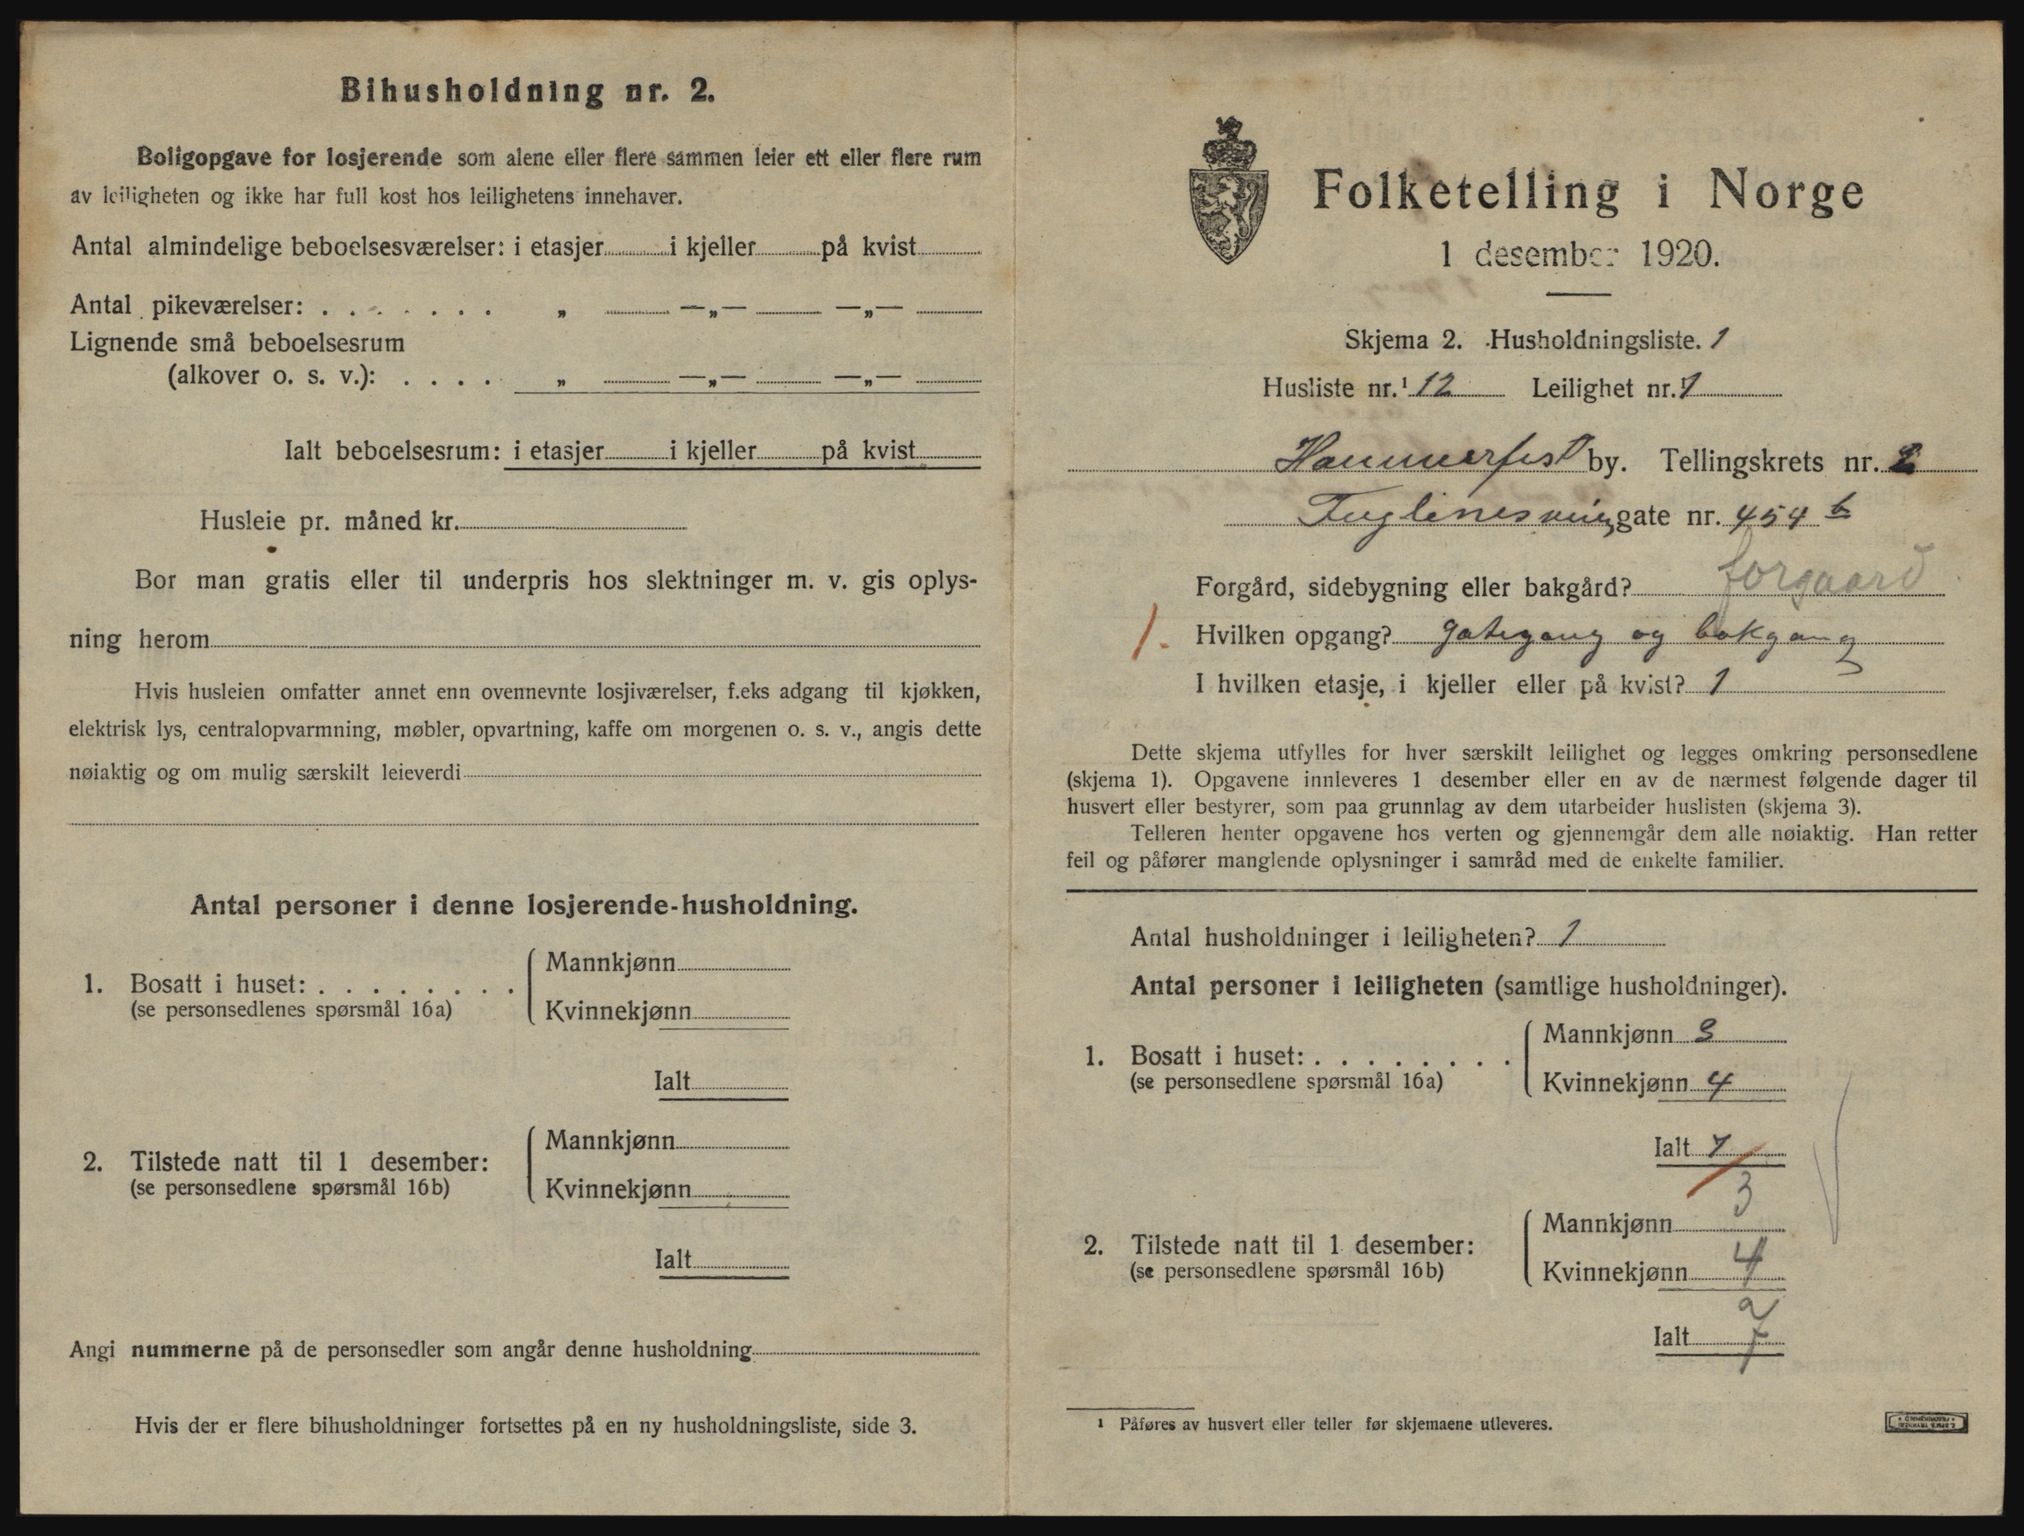 Bihusholdning nr. 2.
Boligopgave for losjerende som alene eller flere sammen leier ett eller flere rum
av leiligheten og ikke har full kost hos leilighetens innehaver.
Antal almindelige beboelsesværelser: i etasjer i kjeller på kvist
Antal pikeværelser: . . . . . . . „ —„— —„—
Lignende små beboelsesrum
(alkover o. s. v.): . . . . „ —„— —„—
Ialt beboelsesrum: i etasjer i kjeller på kvist
Husleie pr. måned kr.
Bor man gratis eller til underpris hos slektninger m. v. gis oplys-
ning herom
Hvis husleien omfatter annet enn ovennevnte losjiværelser, f.eks adgang til kjøkken,
elektrisk lys, centralopvarmning, møbler, opvartning, kaffe om morgenen o. s. v., angis dette
nøiaktig og om mulig særskilt leieverdi
Antal personer i denne losjerende-husholdning.
1. Bosatt i huset: . . . . . . . . Mannkjønn
(se personsedlenes spørsmål 16a) Kvinnekjønn
Ialt
2. Tilstede natt til 1 desember: Mannkjønn
(se personsedlene spørsmål 16b) Kvinnekjønn
Ialt
Angi nummerne på de personsedler som angår denne husholdning
Hvis der er flere bihusholdninger fortsettes på en ny husholdningsliste, side 3.
Folketelling i Norge
1 desember 1920.
Skjema 2. Husholdningsliste. 1
Husliste nr.¹ 12 Leilighet nr.¹ 1
Hammerfest by. Tellingskrets nr. 2
Fuglenesveien gate nr. 454 b
Forgård, sidebygning eller bakgård? forgaard
1. Hvilken opgang? gategang og bakgang
I hvilken etasje, i kjeller eller på kvist? 1
Dette skjema utfylles for hver særskilt leilighet og legges omkring personsedlene
(skjema 1). Opgavene innleveres 1 desember eller en av de nærmest følgende dager til
husvert eller bestyrer, som paa grunnlag av dem utarbeider huslisten (skjema 3).
Telleren henter opgavene hos verten og gjennemgår dem alle nøiaktig. Han retter
feil og påfører manglende oplysninger i samråd med de enkelte familier.
Antal husholdninger i leiligheten? 1
Antal personer i leiligheten (samtlige husholdninger).
1. Bosatt i huset: . . . . . . . . Mannkjønn 3
(se personsedlene spørsmål 16a) Kvinnekjønn 4
Ialt 7
2. Tilstede natt til 1 desember: Mannkjønn 3
(se personsedlene spørsmål 16b) Kvinnekjønn 4
Ialt 7
¹ Påføres av husvert eller teller før skjemaene utleveres.